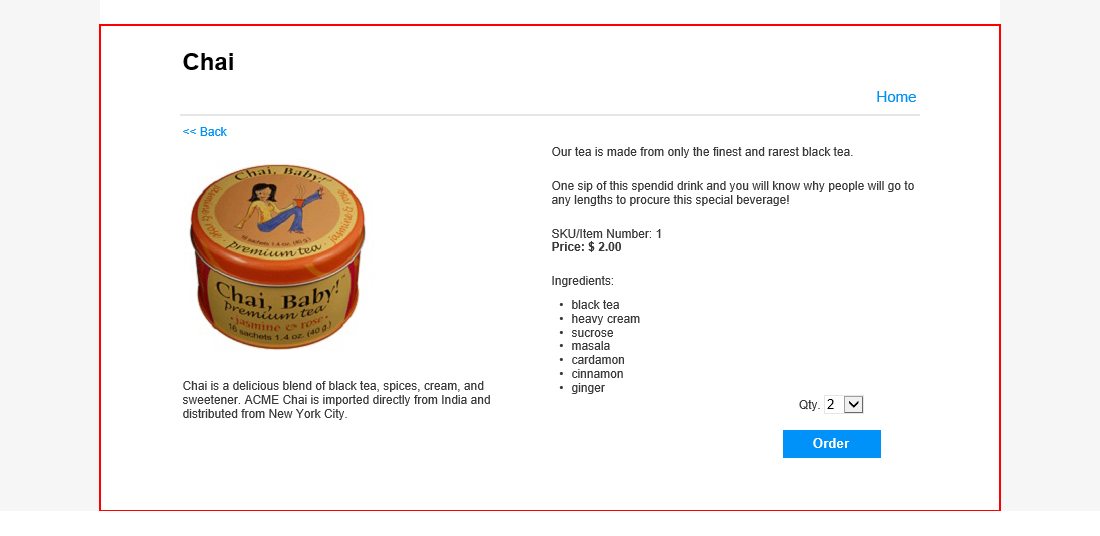 Chai
Home
<< Back
Chai, Baby!
premium tea
Chai, Baby!
premium tea
jasmine & rose
16 sachets 1.4 oz. (40 g.)
Chai is a delicious blend of black tea, spices, cream, and
sweetener. ACME Chai is imported directly from India and
distributed from New York City.
Our tea is made from only the finest and rarest black tea.
One sip of this spendid drink and you will know why people will go to
any lengths to procure this special beverage!
SKU/Item Number: 1
Price: $ 2.00
Ingredients:
• black tea
• heavy cream
• sucrose
• masala
• cardamon
• cinnamon
• ginger
Qty. 2
Order